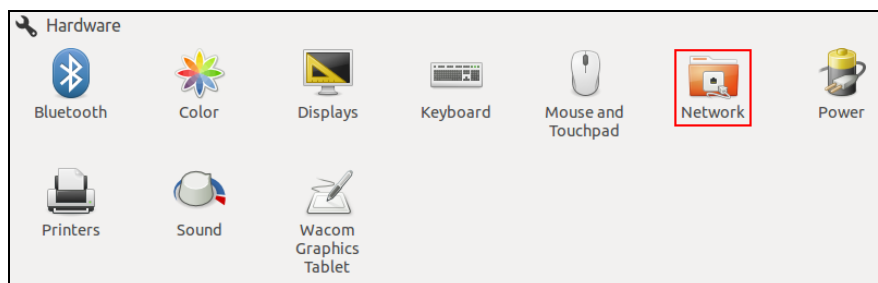 Hardware
Bluetooth
Color
Displays
Keyboard
Mouse and
Touchpad
Network
Power
Printers
Sound
Wacom
Graphics
Tablet